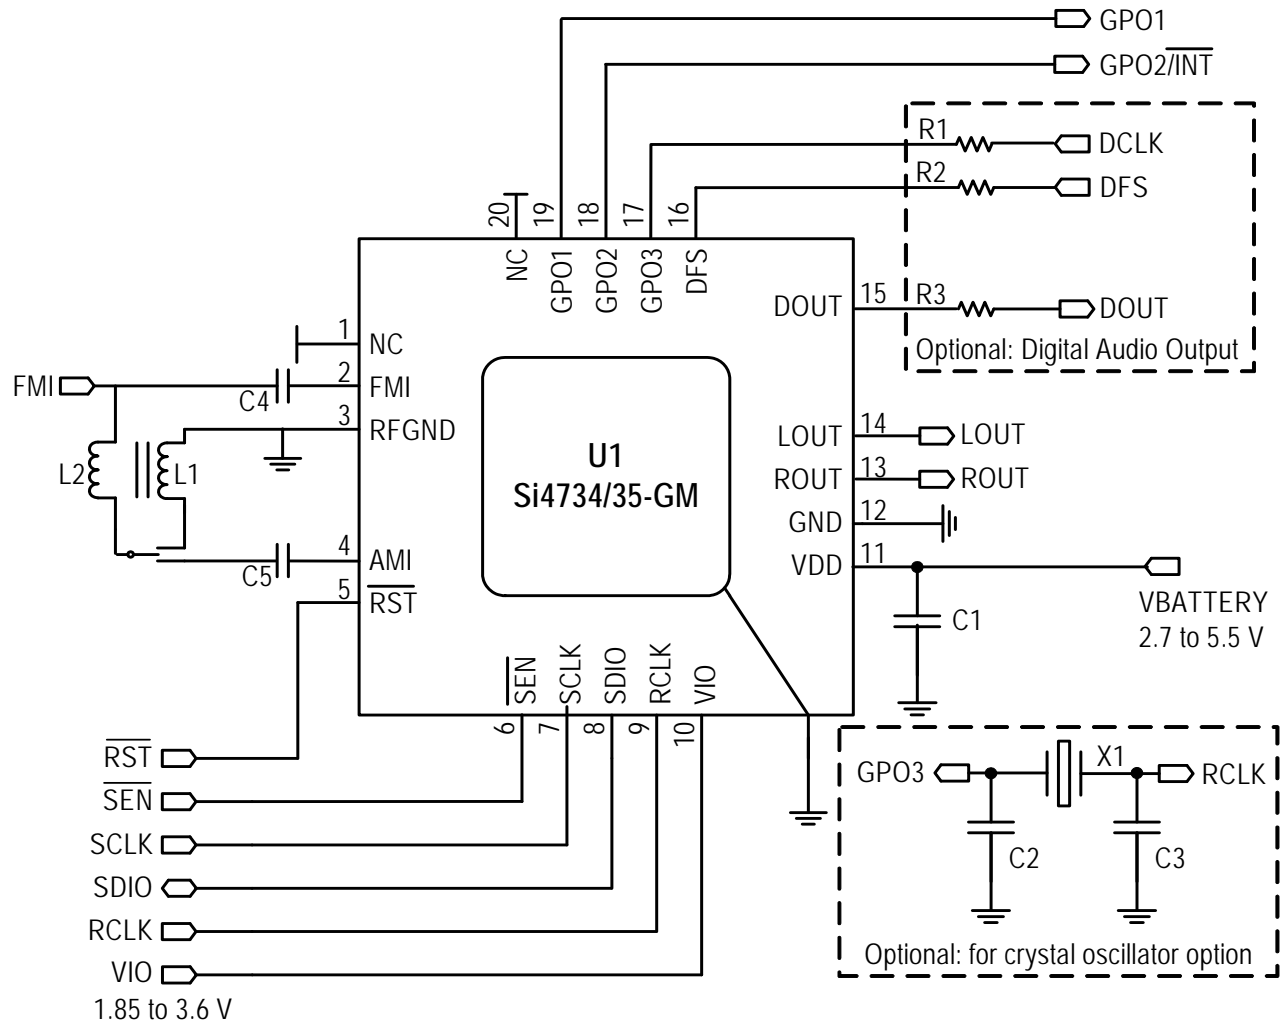 GPO1
GPO2/INT
R1
DCLK
R2
DFS
20
19
18
17
16
NC
GPO1
GPO2
GPO3
DFS
DOUT
15
R3
DOUT
Optional: Digital Audio Output
1
NC
FMI
C4
2
FMI
3
RFGND
L2
L1
U1
Si4734/35-GM
LOUT
14
LOUT
ROUT
13
ROUT
GND
12
VDD
11
C5
4
AMI
5
RST
C1
VBATTERY
2.7 to 5.5 V
SEN
SCLK
SDIO
RCLK
VIO
6
7
8
9
10
RST
SEN
SCLK
SDIO
RCLK
VIO
1.85 to 3.6 V
GPO3
X1
RCLK
C2
C3
Optional: for crystal oscillator option